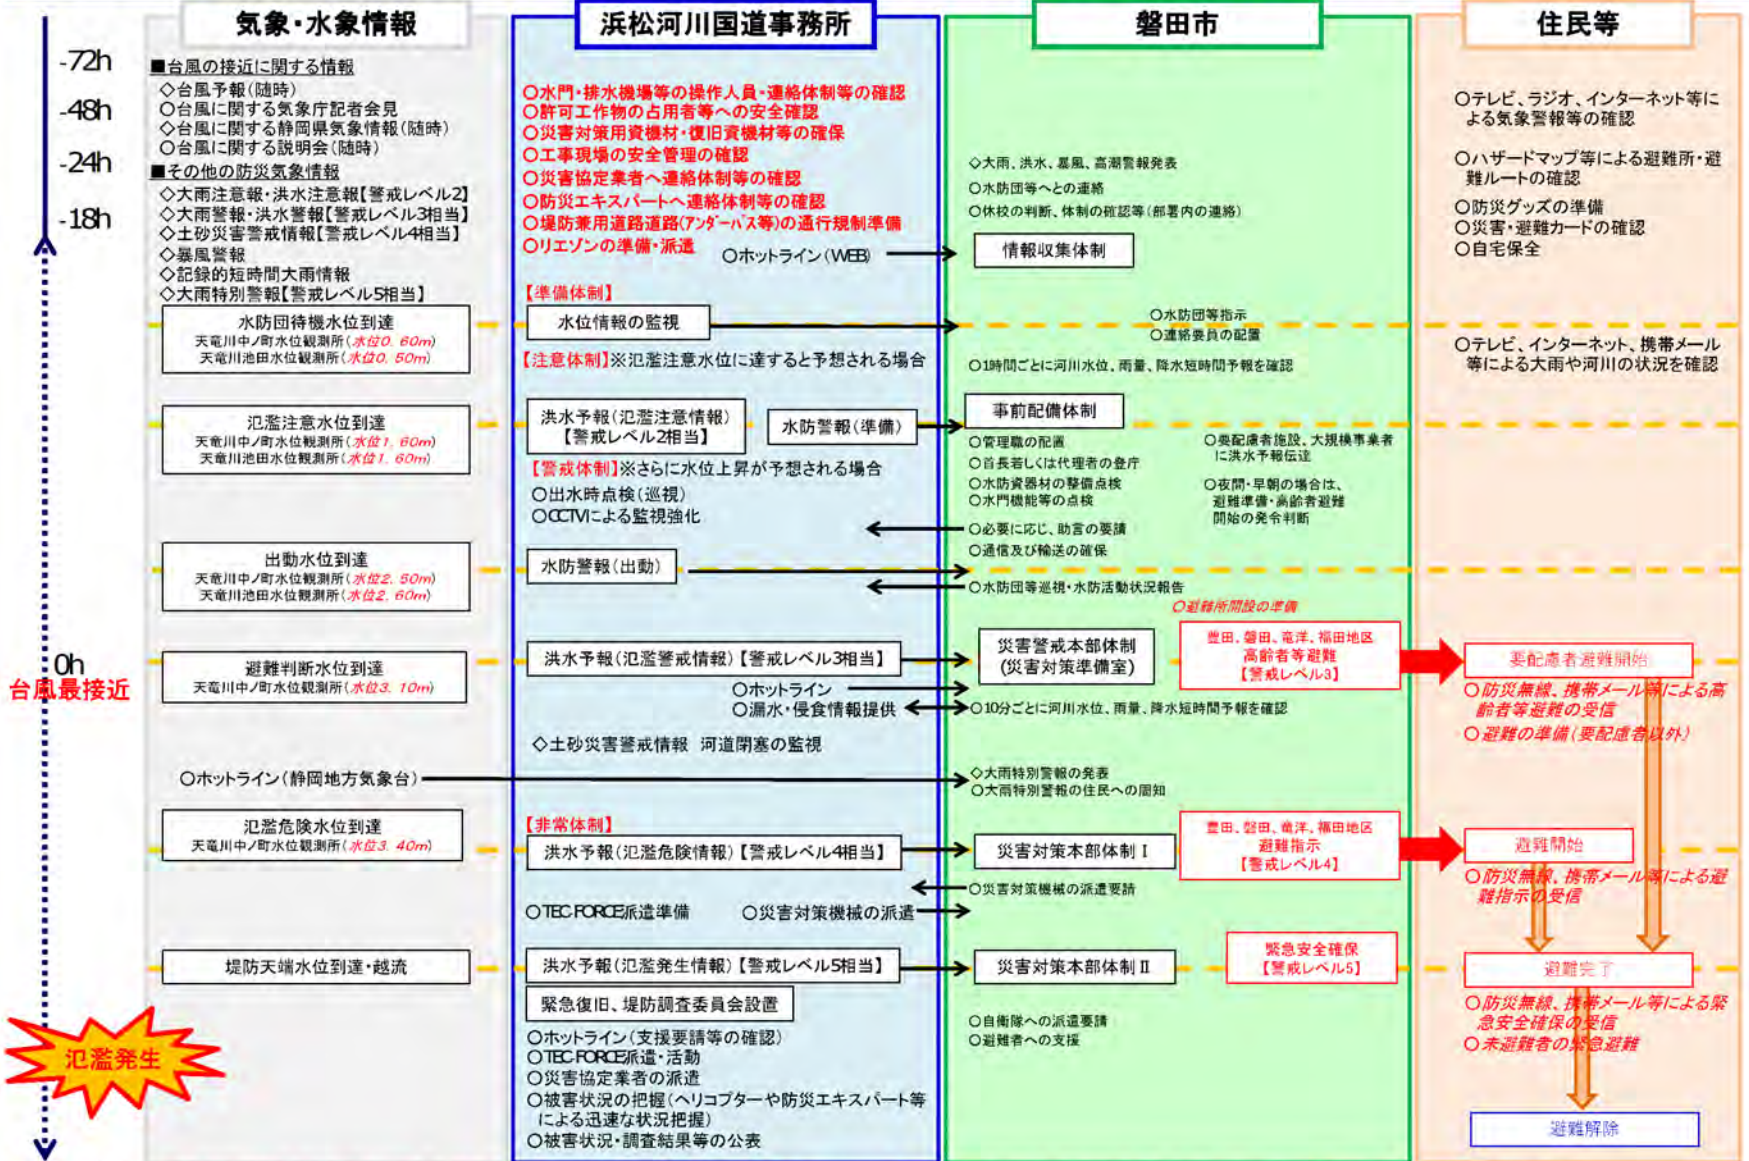 気象・水象情報
浜松河川国道事務所
磐田市
住民等
-72h
-48h
-24h
-18h
0h
台風最接近
氾濫発生
■台風の接近に関する情報
◇台風予報(随時)
○台風に関する気象庁記者会見
◇台風に関する静岡県気象情報(随時)
○台風に関する説明会(随時)
■その他の防災気象情報
◇大雨注意報・洪水注意報【警戒レベル2】
◇大雨警報・洪水警報【警戒レベル3相当】
◇土砂災害警戒情報【警戒レベル4相当】
◇暴風警報
◇記録的短時間大雨情報
◇大雨特別警報【警戒レベル5相当】
水防団待機水位到達
天竜川中ノ町水位観測所(水位0.60m)
天竜川池田水位観測所(水位0.50m)
氾濫注意水位到達
天竜川中ノ町水位観測所(水位1.60m)
天竜川池田水位観測所(水位1.60m)
出動水位到達
天竜川中ノ町水位観測所(水位2.50m)
天竜川池田水位観測所(水位2.60m)
避難判断水位到達
天竜川中ノ町水位観測所(水位3.10m)
○ホットライン(静岡地方気象台)
氾濫危険水位到達
天竜川中ノ町水位観測所(水位3.40m)
堤防天端水位到達・越流
○水門・排水機場等の操作人員・連絡体制等の確認
○許可工作物の占用者等への安全確認
○災害対策用資機材・復旧資機材等の確保
○工事現場の安全管理の確認
○災害協定業者へ連絡体制等の確認
○防災エキスパートへ連絡体制等の確認
○堤防兼用道路道路(アンダーパス等)の通行規制準備
○リエゾンの準備・派遣
○ホットライン(WEB)
【準備体制】
水位情報の監視
【注意体制】※氾濫注意水位に達すると予想される場合
洪水予報(氾濫注意情報)
【警戒レベル2相当】
水防警報(準備)
【警戒体制】※さらに水位上昇が予想される場合
○出水時点検(巡視)
○CCTVによる監視強化
水防警報(出動)
洪水予報(氾濫警戒情報)【警戒レベル3相当】
○ホットライン
○漏水・侵食情報提供
◇土砂災害警戒情報 河道閉塞の監視
【非常体制】
洪水予報(氾濫危険情報)【警戒レベル4相当】
○TEC-FORCE派遣準備
○災害対策機械の派遣
洪水予報(氾濫発生情報)【警戒レベル5相当】
緊急復旧、堤防調査委員会設置
○ホットライン(支援要請等の確認)
○TEC-FORCE派遣・活動
○災害協定業者の派遣
○被害状況の把握(ヘリコプターや防災エキスパート等
による迅速な状況把握)
○被害状況・調査結果等の公表
◇大雨、洪水、暴風、高潮警報発表
○水防団等への連絡
○休校の判断、体制の確認等(部署内の連絡)
情報収集体制
○水防団等指示
○連絡要員の配置
○1時間ごとに河川水位、雨量、降水短時間予報を確認
事前配備体制
○管理職の配置
○首長若しくは代理者の登庁
○水防資器材の整備点検
○水門機能等の点検
○要配慮者施設、大規模事業者
に洪水予報伝達
○夜間・早朝の場合は、
避難準備・高齢者避難
開始の発令判断
○必要に応じ、助言の要請
○通信及び輸送の確保
○水防団等巡視・水防活動状況報告
○避難所開設の準備
災害警戒本部体制
(災害対策準備室)
豊田、磐田、竜洋、福田地区
高齢者等避難
【警戒レベル3】
○10分ごとに河川水位、雨量、降水短時間予報を確認
◇大雨特別警報の発表
○大雨特別警報の住民への周知
災害対策本部体制Ⅰ
豊田、磐田、竜洋、福田地区
避難指示
【警戒レベル4】
○災害対策機械の派遣要請
災害対策本部体制Ⅱ
緊急安全確保
【警戒レベル5】
○自衛隊への派遣要請
○避難者への支援
○テレビ、ラジオ、インターネット等に
よる気象警報等の確認
○ハザードマップ等による避難所・避
難ルートの確認
○防災グッズの準備
○災害・避難カードの確認
○自宅保全
○テレビ、インターネット、携帯メール
等による大雨や河川の状況を確認
要配慮者避難開始
○防災無線、携帯メール等による高
齢者等避難の受信
○避難の準備(要配慮者以外)
避難開始
○防災無線、携帯メール等による避
難指示の受信
避難完了
○防災無線、携帯メール等による緊
急安全確保の受信
○未避難者の緊急避難
避難解除